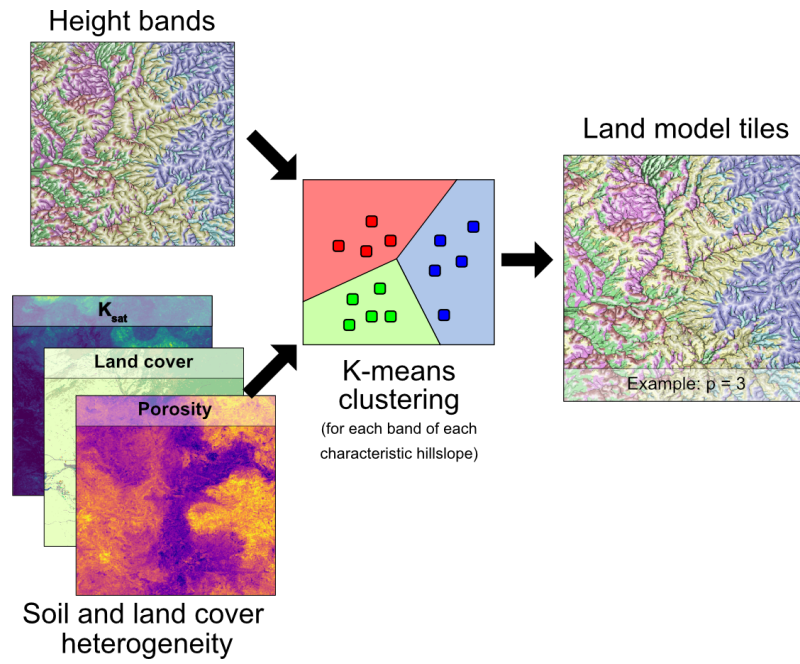 Height bands
Land model tiles
K-means
clustering
(for each band of each
characteristic hillslope)
Example: p = 3
Ksat
Land cover
Porosity
Soil and land cover
heterogeneity